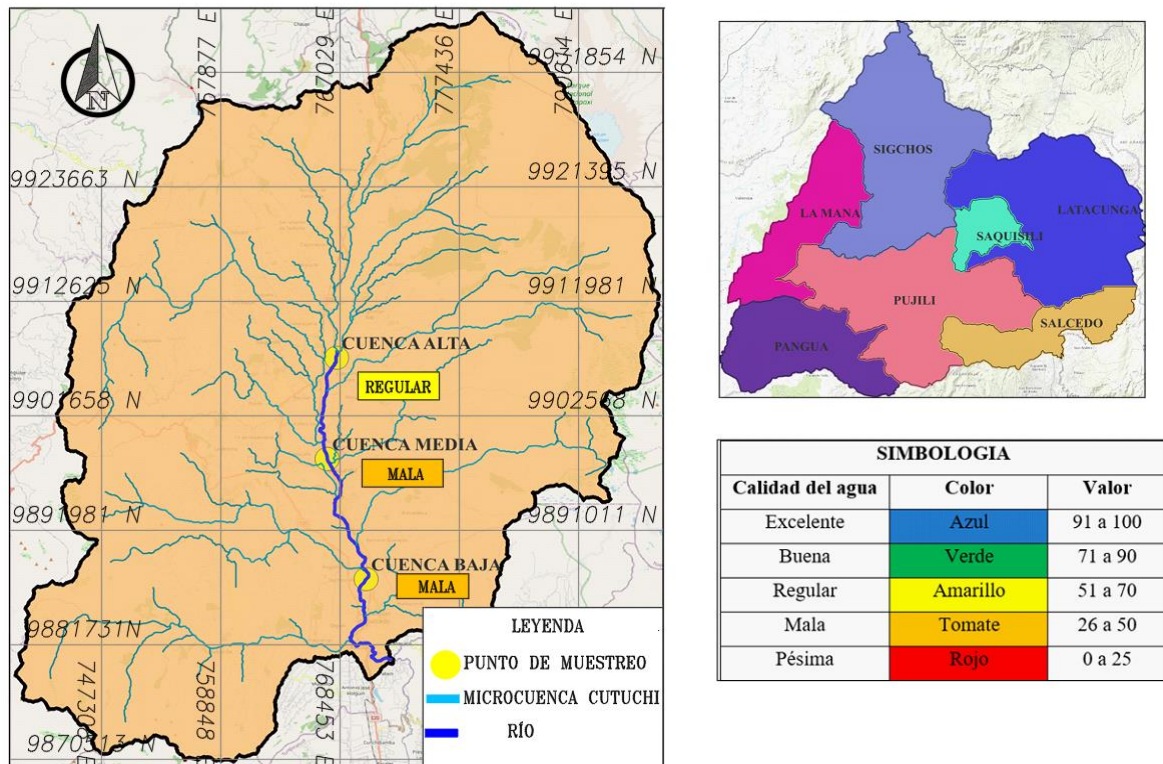 N
757877 E
767029 E
777436 E
790634 E
9931854 N
9923663 N
9921395 N
9912625 N
9911981 N
CUENCA ALTA
REGULAR
9901658 N
9902568 N
CUENCA MEDIA
MALA
9891981 N
9891011 N
CUENCA BAJA
MALA
9881731N
758848 E
768453 E
9870313 N
LEYENDA
PUNTO DE MUESTREO
MICROCUENCA CUTUCHI
RÍO
SIGCHOS
LA MANA
LATACUNGA
SAQUISILI
PUJILI
SALCEDO
PANGUA
SIMBOLOGIA
Calidad del agua Color Valor
Excelente Azul 91 a 100
Buena Verde 71 a 90
Regular Amarillo 51 a 70
Mala Tomate 26 a 50
Pésima Rojo 0 a 25